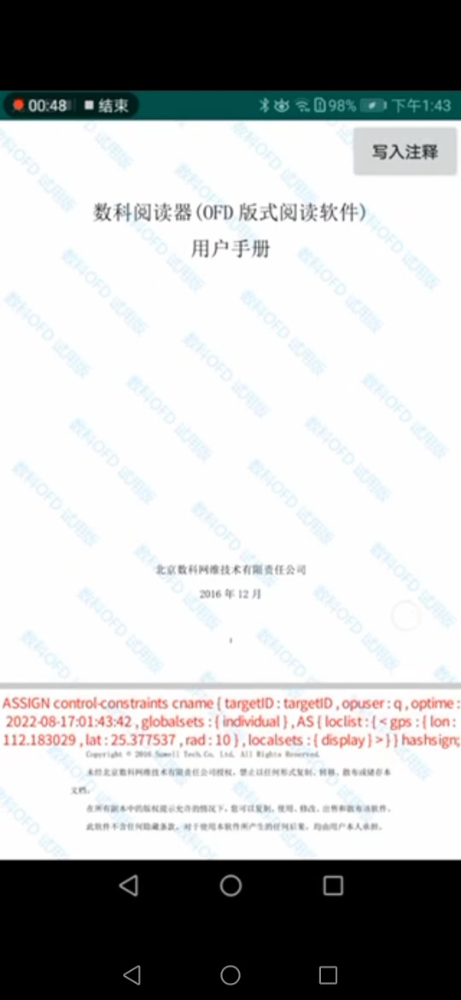 00:48 结束 98% 下午1:43
写入注释
数科阅读器(OFD 版式阅读软件)
用户手册
北京数科网维技术有限责任公司
2016 年 12 月
1
ASSIGN control-constraints cname { targetID : targetID , opuser : q , optime :
2022-08-17:01:43:42 , globalsets : { individual } , AS { loclist : { < gps : { lon :
112.183029 , lat : 25.377537 , rad : 10 } , localsets : { display } > } } hashsign;
Copyright © 2016 Suwell Tech.Co. Ltd. All Rights Reserved.
未经北京数科网维技术有限责任公司授权，禁止以任何形式复制、转移、散布或储存本
文档。
在所有副本中的版权提示允许的情况下，您可以复制、使用、修改、出售和散布该软件。
此软件不含任何隐藏条款，对于使用本软件所产生的任何后果，均由用户本人承担。
数科OFD 试用版